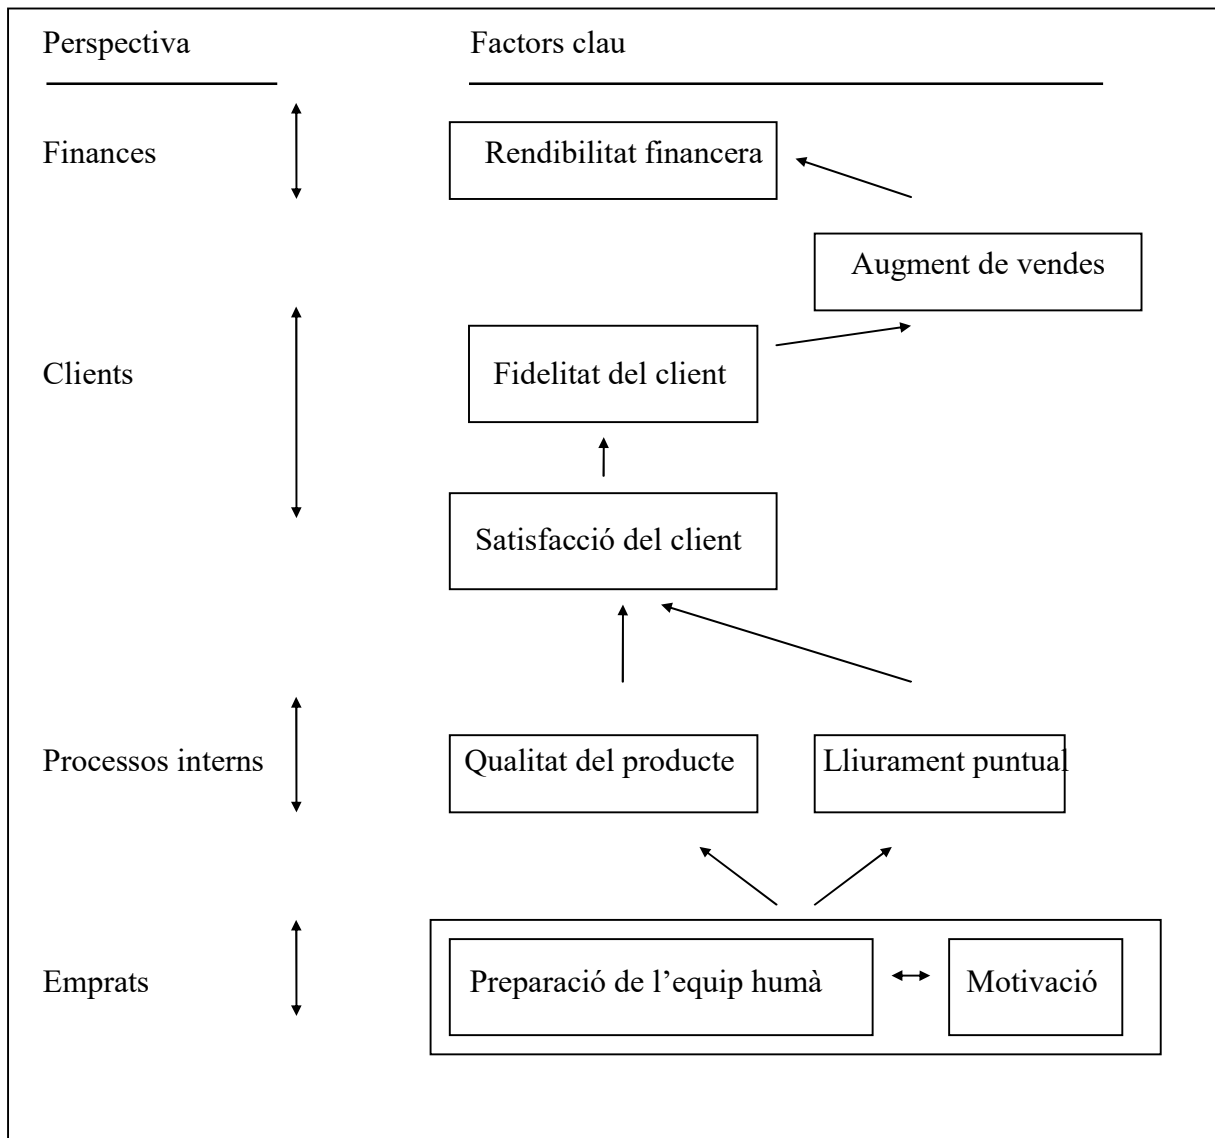 Perspectiva Factors clau
Finances Rendibilitat financera
Augment de vendes
Clients Fidelitat del client
Satisfacció del client
Processos interns Qualitat del producte Lliurament puntual
Emprats Preparació de l’equip humà Motivació